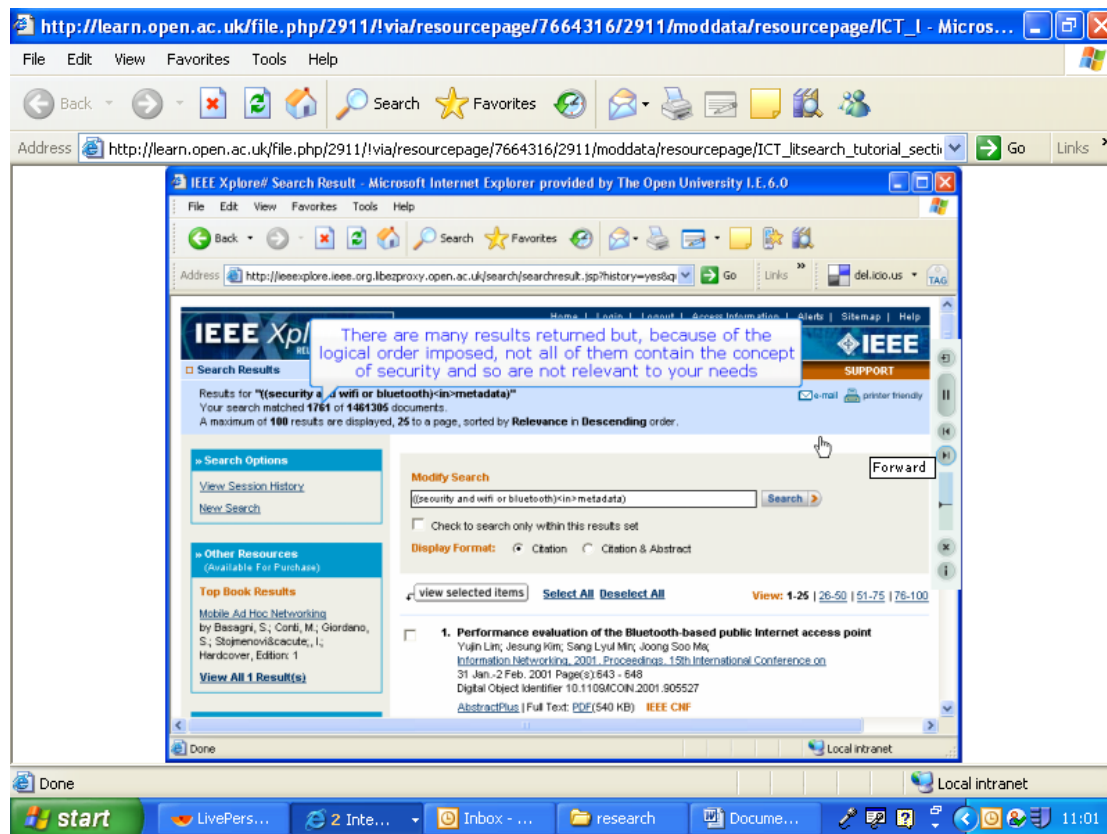 http://learn.open.ac.uk/file.php/2911/!via/resourcepage/7664316/2911/moddata/resourcepage/ICT_l - Micros...
File Edit View Favorites Tools Help
Back Search Favorites
Address http://learn.open.ac.uk/file.php/2911/!via/resourcepage/7664316/2911/moddata/resourcepage/ICT_litsearch_tutorial_secti Go Links »
IEEE Xplore# Search Result - Microsoft Internet Explorer provided by The Open University I.E.6.0
File Edit View Favorites Tools Help
Back Search Favorites
Address http://ieeexplore.ieee.org.libezproxy.open.ac.uk/search/searchresult.jsp?history=yes&q Go Links » del.icio.us TAG
Home | Login | Logout | Access Information | Alerts | Sitemap | Help
IEEE Xpl
REL
There are many results returned but, because of the
logical order imposed, not all of them contain the concept
of security and so are not relevant to your needs
IEEE
Search Results
SUPPORT
Results for "((security a d wifi or bluetooth)<in>metadata)"
e-mail printer friendly
Your search matched 1761 of 1461305 documents.
A maximum of 100 results are displayed, 25 to a page, sorted by Relevance in Descending order.
Forward
» Search Options
View Session History
New Search
Modify Search
((security and wifi or bluetooth)<in>metadata) Search
Check to search only within this results set
Display Format: Citation Citation & Abstract
» Other Resources
(Available For Purchase)
Top Book Results
Mobile Ad Hoc Networking
by Basagni, S.; Conti, M.; Giordano,
S.; Stojmenovi&cacute;, I.;
Hardcover, Edition: 1
View All 1 Result(s)
view selected items Select All Deselect All View: 1-25 | 26-50 | 51-75 | 76-100
1. Performance evaluation of the Bluetooth-based public Internet access point
Yujin Lim; Jesung Kim; Sang Lyul Min; Joong Soo Ma;
Information Networking, 2001. Proceedings. 15th International Conference on
31 Jan.-2 Feb. 2001 Page(s):643 - 648
Digital Object Identifier 10.1109/ICOIN.2001.905527
AbstractPlus | Full Text: PDF(540 KB) IEEE CNF
Done Local intranet
Done Local intranet
start LivePers... 2 Inte... Inbox - ... research Docume... 11:01